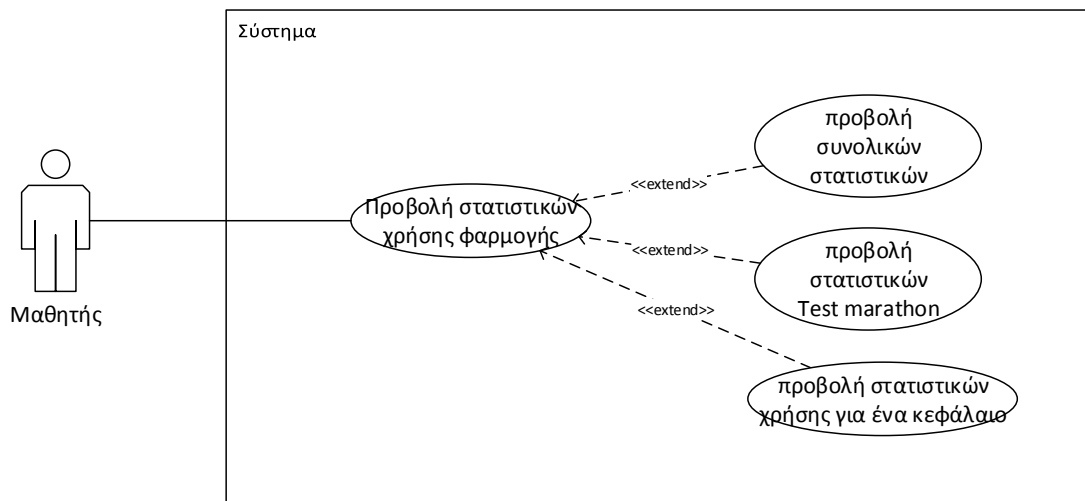 Σύστημα
Μαθητής
Προβολή στατιστικών
χρήσης φαρμογής
<<extend>>
<<extend>>
<<extend>>
προβολή
συνολικών
στατιστικών
προβολή
στατιστικών
Test marathon
προβολή στατιστικών
χρήσης για ένα κεφάλαιο